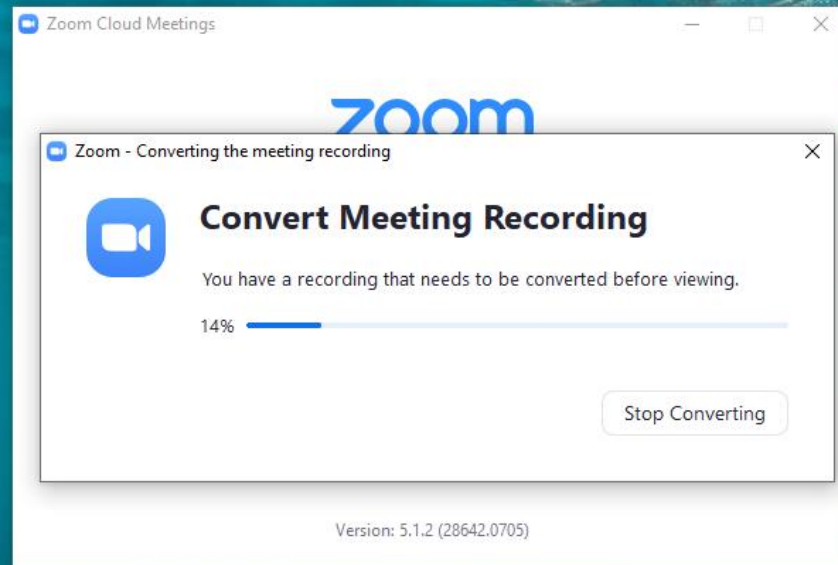 Zoom Cloud Meetings
zoom
Zoom - Converting the meeting recording
Convert Meeting Recording
You have a recording that needs to be converted before viewing.
14%
Stop Converting
Version: 5.1.2 (28642.0705)